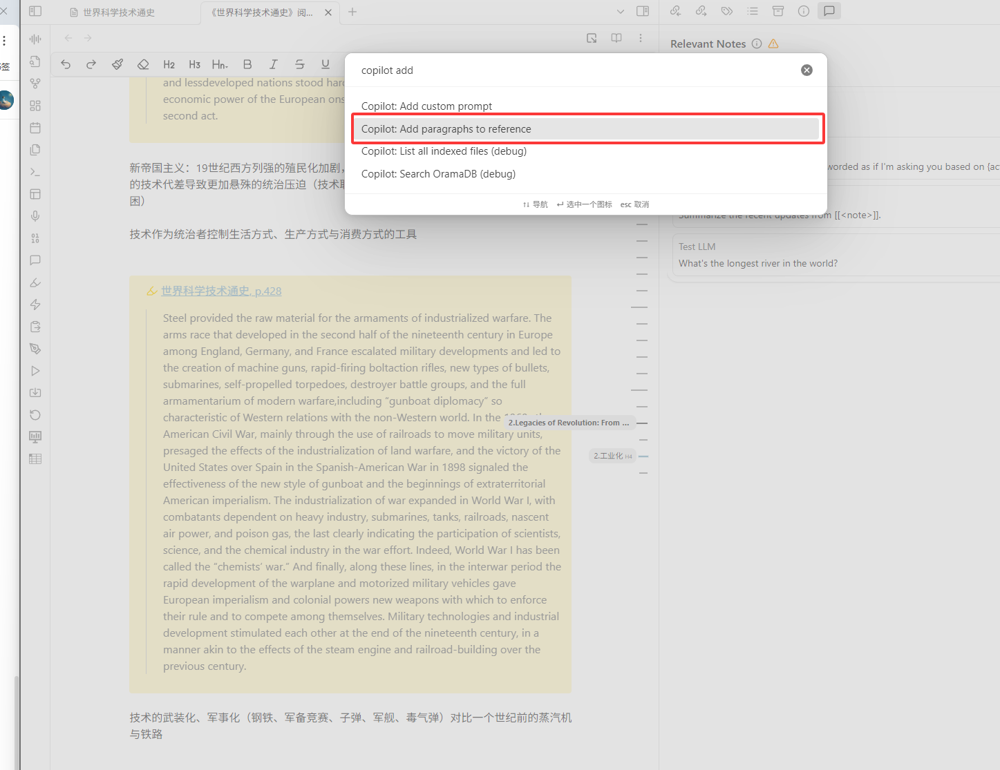 世界科学技术通史
《世界科学技术通史》阅...
签
H2 H3 Hn B I S U
Relevant Notes
copilot add
Copilot: Add custom prompt
Copilot: Add paragraphs to reference
Copilot: List all indexed files (debug)
Copilot: Search OramaDB (debug)
↑↓ 导航 ↵ 选中一个图标 esc 取消
and lessdeveloped nations stood
economic power of the European
second act.
新帝国主义：19世纪西方列强的殖民化加剧，
的技术代差导致更加悬殊的统治压迫（技术
困）
技术作为统治者控制生活方式、生产方式与消费方式的工具
世界科学技术通史, p.428
Steel provided the raw material for the armaments of industrialized warfare. The
arms race that developed in the second half of the nineteenth century in Europe
among England, Germany, and France escalated military developments and led to
the creation of machine guns, rapid-firing boltaction rifles, new types of bullets,
submarines, self-propelled torpedoes, destroyer battle groups, and the full
armamentarium of modern warfare,including “gunboat diplomacy” so
characteristic of Western relations with the non-Western world. In the
American Civil War, mainly through the use of railroads to move military units,
presaged the effects of the industrialization of land warfare, and the victory of the
United States over Spain in the Spanish-American War in 1898 signaled the
effectiveness of the new style of gunboat and the beginnings of extraterritorial
American imperialism. The industrialization of war expanded in World War I, with
combatants dependent on heavy industry, submarines, tanks, railroads, nascent
air power, and poison gas, the last clearly indicating the participation of scientists,
science, and the chemical industry in the war effort. Indeed, World War I has been
called the “chemists’ war.” And finally, along these lines, in the interwar period the
rapid development of the warplane and motorized military vehicles gave
European imperialism and colonial powers new weapons with which to enforce
their rule and to compete among themselves. Military technologies and industrial
development stimulated each other at the end of the nineteenth century, in a
manner akin to the effects of the steam engine and railroad-building over the
previous century.
技术的武装化、军事化（钢铁、军备竞赛、子弹、军舰、毒气弹）对比一个世纪前的蒸汽机
与铁路
2.Legacies of Revolution: From ...
2.工业化 H4
worded as if I'm asking you based on {ac
Summarize the recent updates from [[<note>]].
Test LLM
What's the longest river in the world?